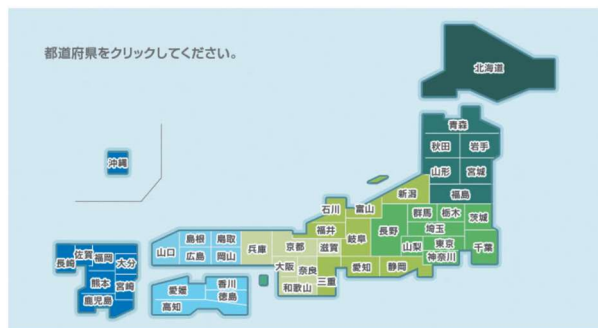 都道府県をクリックしてください。
北海道
青森
秋田
岩手
山形
宮城
福島
新潟
石川
富山
福井
長野
群馬
栃木
茨城
埼玉
岐阜
山梨
東京
千葉
神奈川
愛知
静岡
京都
滋賀
兵庫
大阪
奈良
三重
和歌山
島根
鳥取
山口
広島
岡山
愛媛
香川
徳島
高知
佐賀
福岡
大分
長崎
熊本
宮崎
鹿児島
沖縄